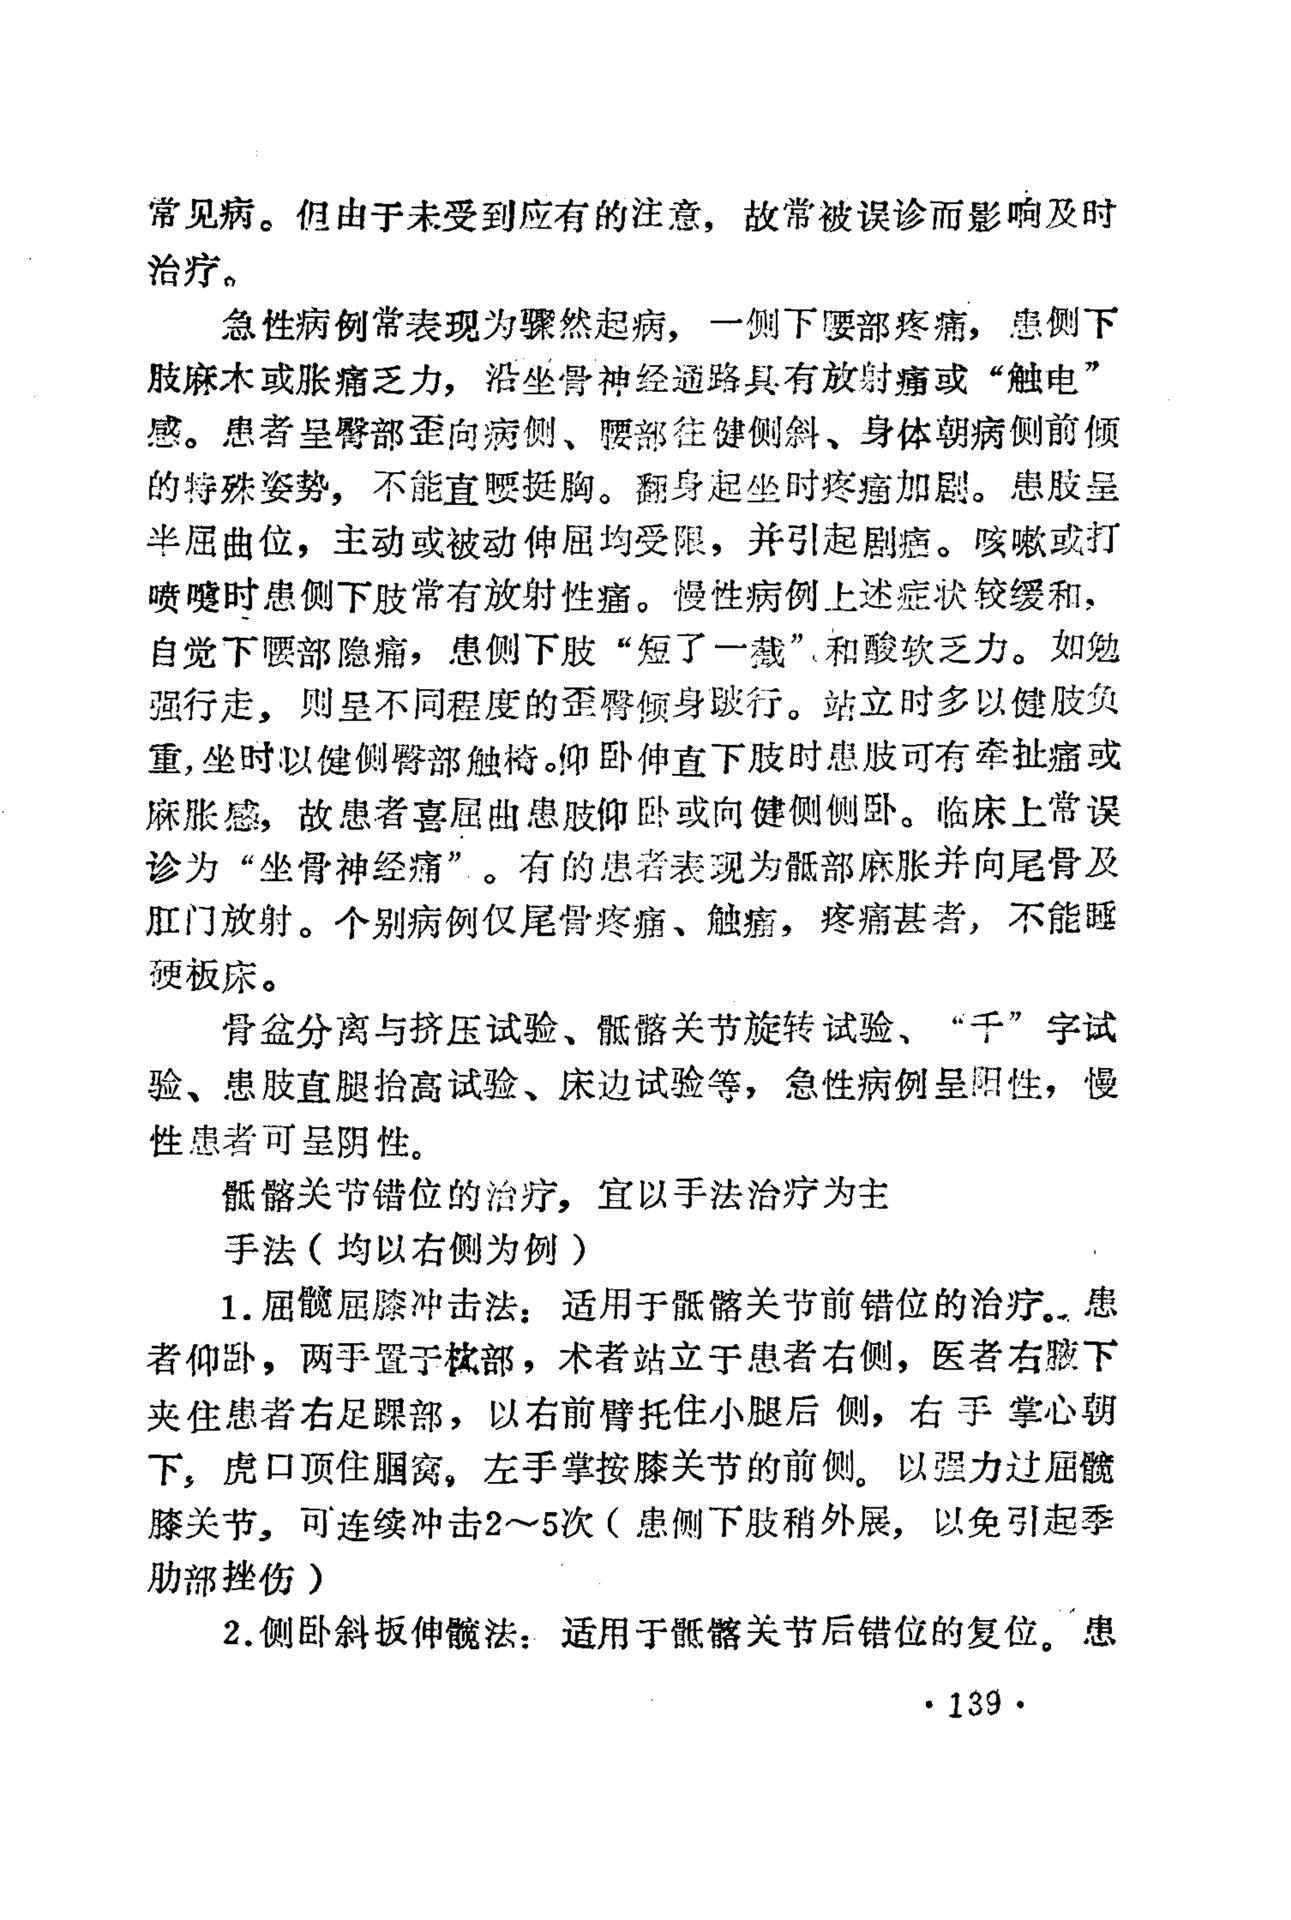 常见病。但由于未受到应有的注意，故常被误诊而影响及时
治疗。
急性病例常表现为骤然起病，一侧下腰部疼痛，患侧下
肢麻木或胀痛乏力，沿坐骨神经通路具有放射痛或“触电”
感。患者呈臀部歪向病侧、腰部往健侧斜、身体朝病侧前倾
的特殊姿势，不能直腰挺胸。翻身起坐时疼痛加剧。患肢呈
半屈曲位，主动或被动伸屈均受限，并引起剧痛。咳嗽或打
喷嚏时患侧下肢常有放射性痛。慢性病例上述症状较缓和，
自觉下腰部隐痛，患侧下肢“短了一截”、和酸软乏力。如勉
强行走，则呈不同程度的歪臀倾身跛行。站立时多以健肢负
重，坐时以健侧臀部触椅。仰卧伸直下肢时患肢可有牵扯痛或
麻胀感，故患者喜屈曲患肢仰卧或向健侧侧卧。临床上常误
诊为“坐骨神经痛”。有的患者表现为骶部麻胀并向尾骨及
肛门放射。个别病例仅尾骨疼痛、触痛，疼痛甚者，不能睡
硬板床。
骨盆分离与挤压试验、骶髂关节旋转试验、“千”字试
验、患肢直腿抬高试验、床边试验等，急性病例呈阳性，慢
性患者可呈阴性。
骶髂关节错位的治疗，宜以手法治疗为主
手法（均以右侧为例）
1.屈髋屈膝冲击法：适用于骶髂关节前错位的治疗。患
者仰卧，两手置于枕部，术者站立于患者右侧，医者右腋下
夹住患者右足踝部，以右前臂托住小腿后侧，右手掌心朝
下，虎口顶住腘窝，左手掌按膝关节的前侧。以强力过屈髋
膝关节，可连续冲击2～5次（患侧下肢稍外展，以免引起季
肋部挫伤）
2.侧卧斜扳伸髋法：适用于骶髂关节后错位的复位。患
·139·